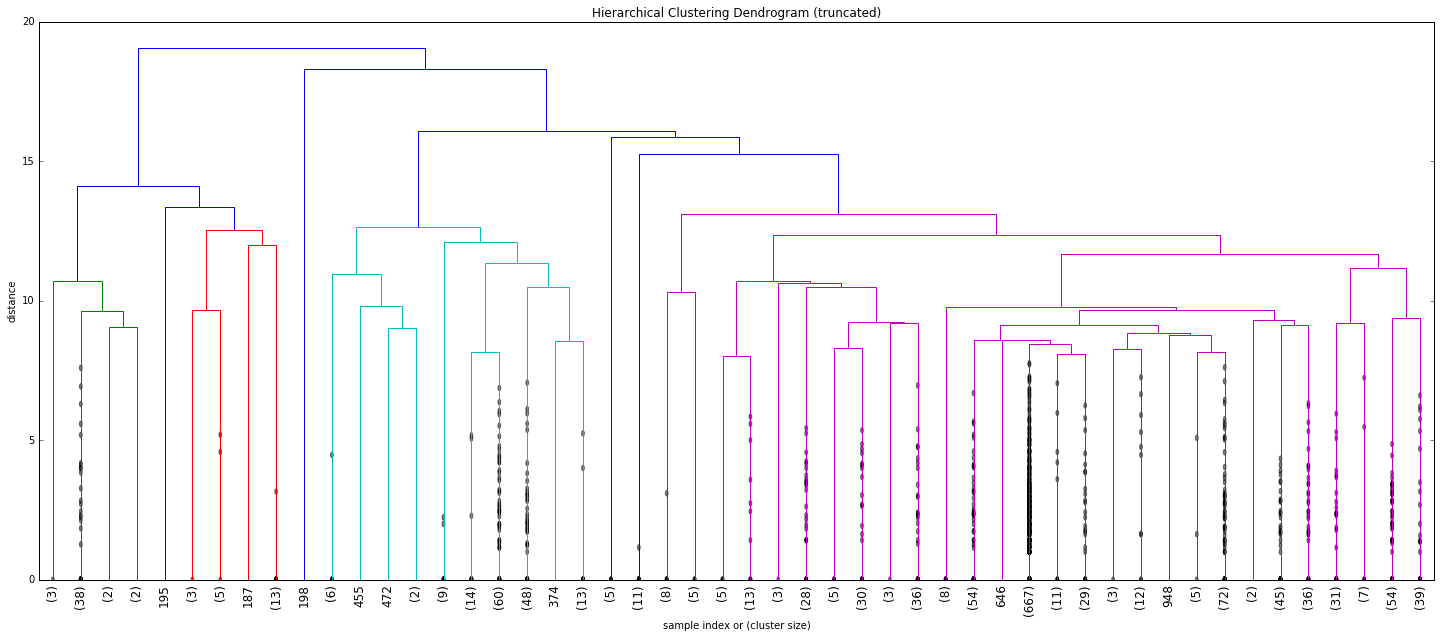 Hierarchical Clustering Dendrogram (truncated)
20
15
10
5
0
distance
(3) (38) (2) (2) 195 (3) (5) 187 (13) 198 (6) 455 472 (2) (9) (14) (60) (48) 374 (13) (5) (11) (8) (5) (5) (13) (3) (28) (5) (30) (3) (36) (8) (54) 646 (667) (11) (29) (3) (12) 948 (5) (72) (2) (45) (36) (31) (7) (54) (39)
sample index or (cluster size)